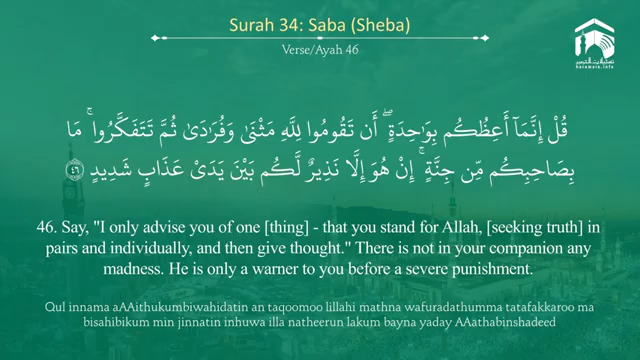 Surah 34: Saba (Sheba)
Verse/Ayah 46
haramain.info
قُلْ إِنَّمَآ أَعِظُكُم بِوَٰحِدَةٍ ۖ أَن تَقُومُوا۟ لِلَّهِ مَثْنَىٰ وَفُرَٰدَىٰ ثُمَّ تَتَفَكَّرُوا۟ ۚ مَا
بِصَاحِبِكُم مِّن جِنَّةٍ ۚ إِنْ هُوَ إِلَّا نَذِيرٌ لَّكُم بَيْنَ يَدَىْ عَذَابٍ شَدِيدٍ ﴿٤٦﴾
46. Say, "I only advise you of one [thing] - that you stand for Allah, [seeking truth] in
pairs and individually, and then give thought." There is not in your companion any
madness. He is only a warner to you before a severe punishment.
Qul innama aAAithukumbiwahidatin an taqoomoo lillahi mathna wafuradathumma tatafakkaroo ma
bisahibikum min jinnatin inhuwa illa natheerun lakum bayna yaday AAathabinshadeed